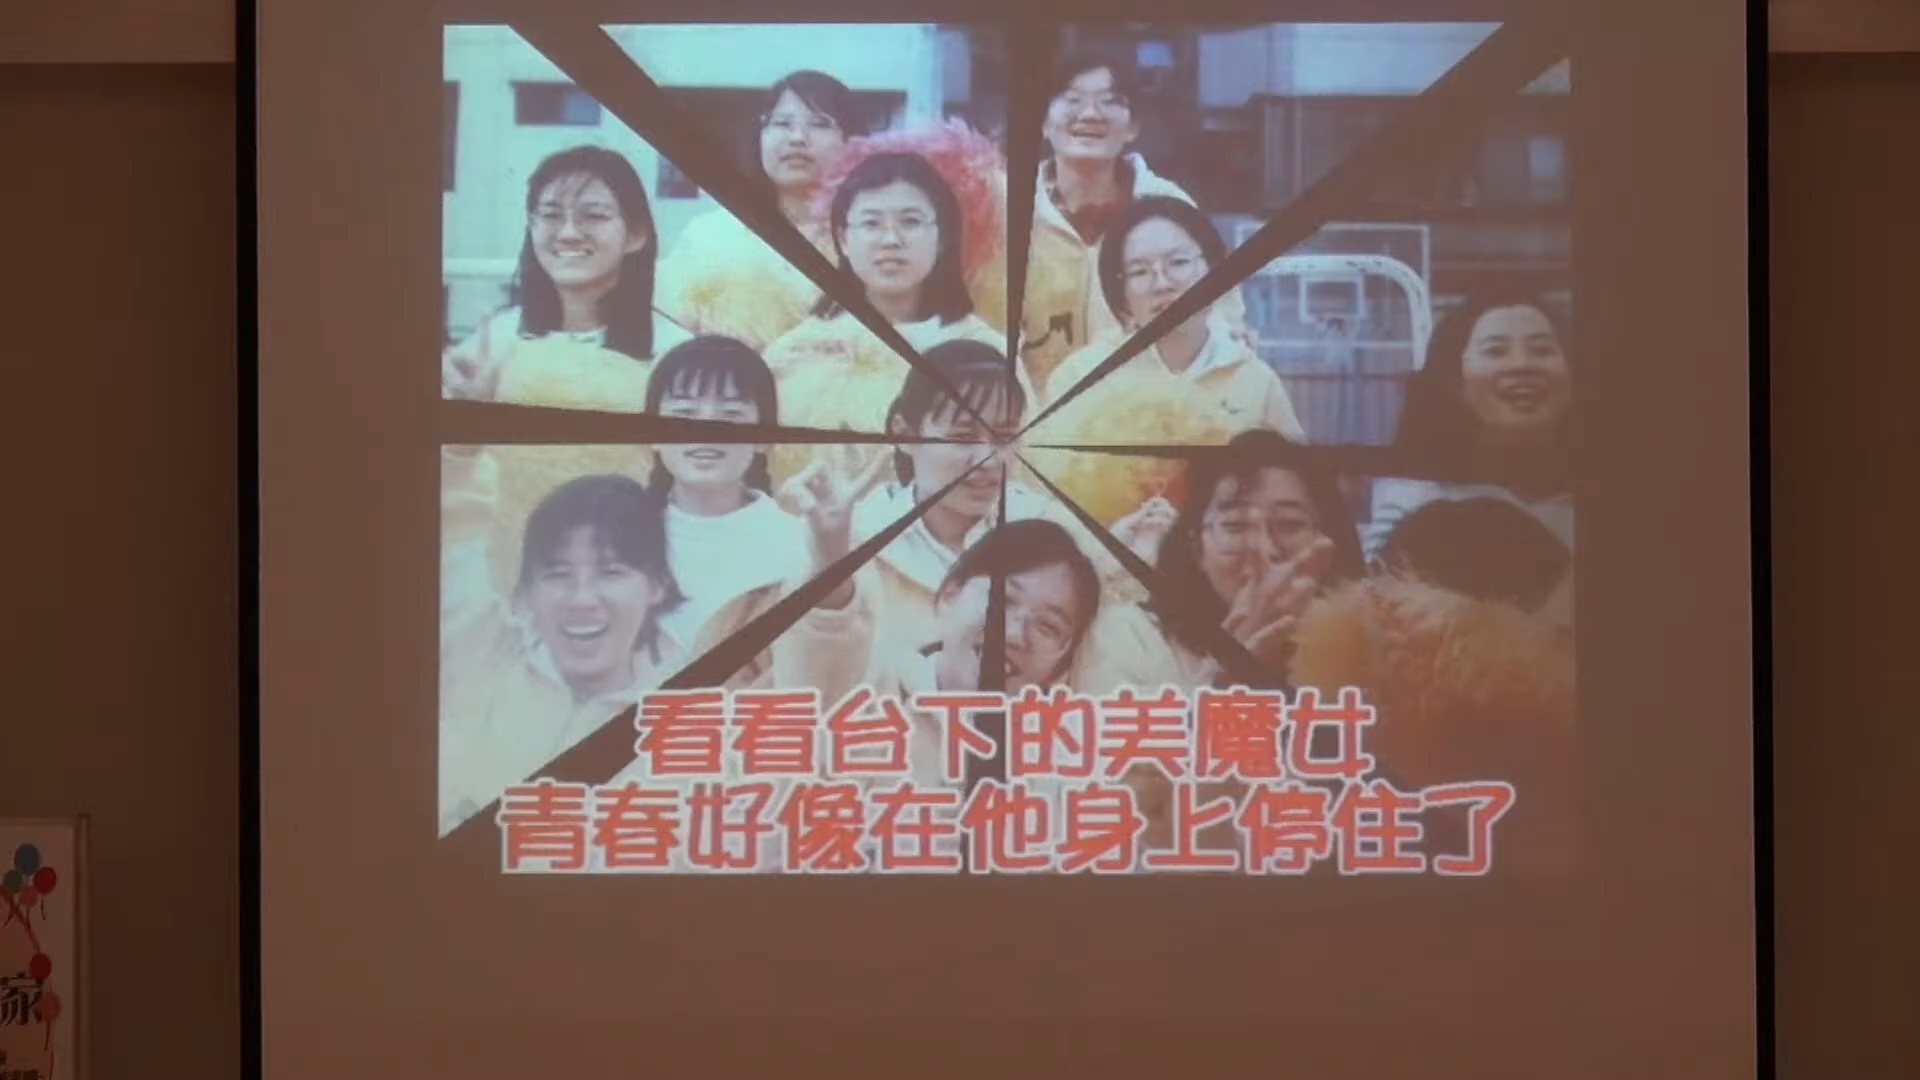 看看台下的美魔女
青春好像在他身上停住了
家